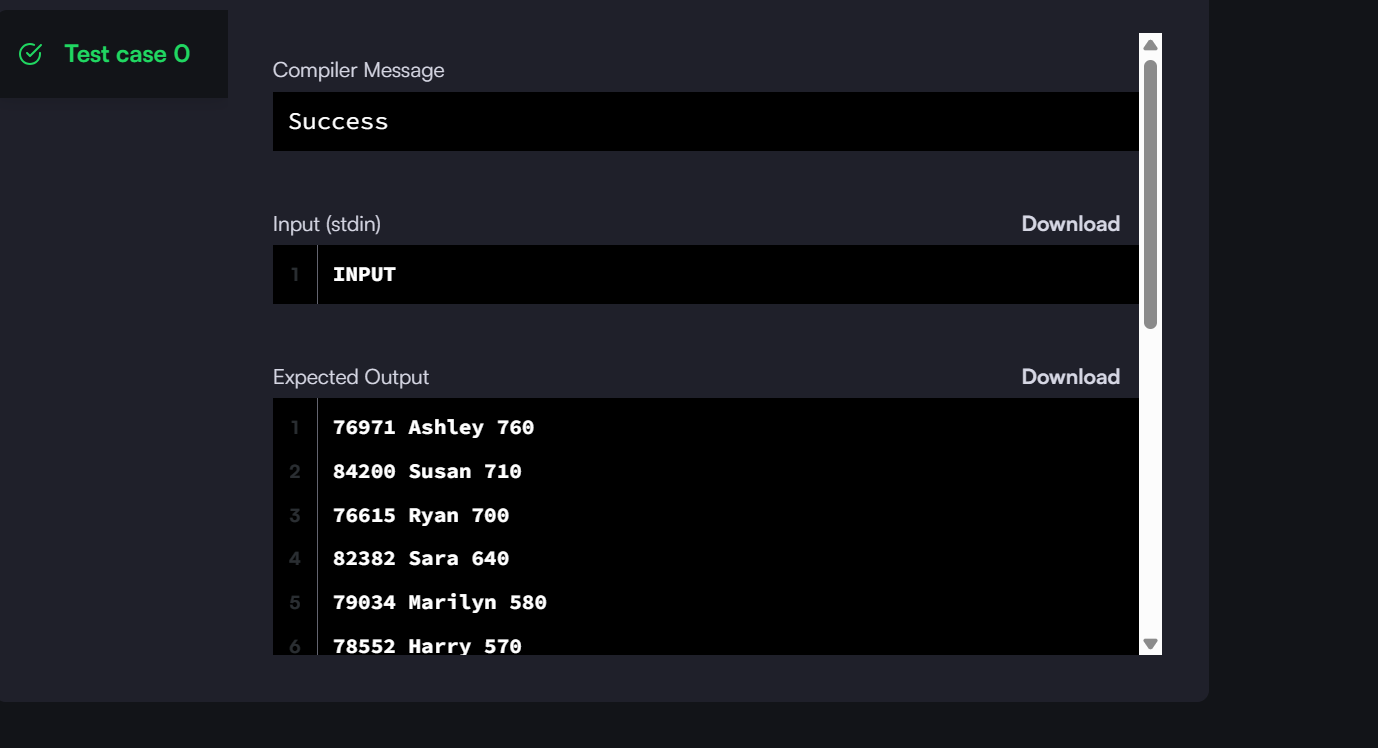 Test case 0
Compiler Message
Success
Input (stdin)
Download
1 INPUT
Expected Output
Download
1 76971 Ashley 760
2 84200 Susan 710
3 76615 Ryan 700
4 82382 Sara 640
5 79034 Marilyn 580
6 78552 Harry 570